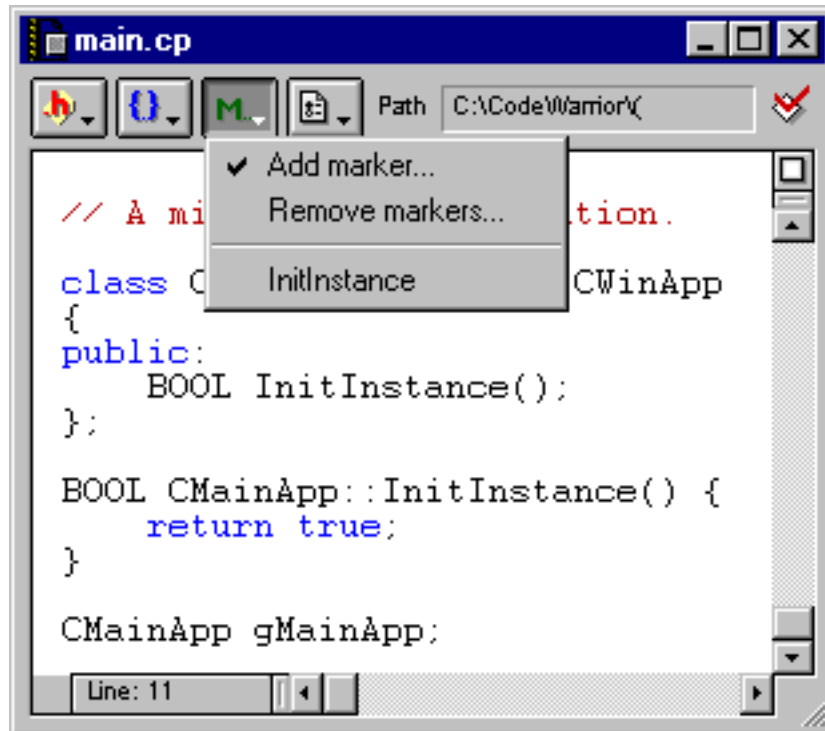 main.cp
h {} M.. Path C:\CodeWarrior\(
Add marker...
Remove markers...
InitInstance
// A mi tion.
class C CWinApp
{
public:
BOOL InitInstance();
};
BOOL CMainApp::InitInstance() {
return true;
}
CMainApp gMainApp;
Line: 11